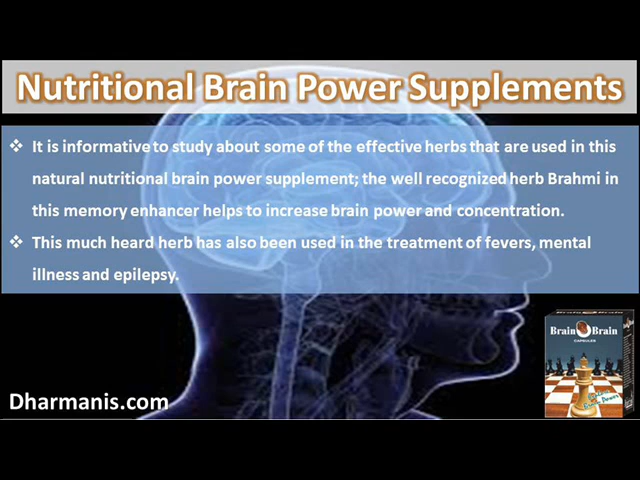 Nutritional Brain Power Supplements
❖ It is informative to study about some of the effective herbs that are used in this
natural nutritional brain power supplement; the well recognized herb Brahmi in
this memory enhancer helps to increase brain power and concentration.
❖ This much heard herb has also been used in the treatment of fevers, mental
illness and epilepsy.
Brain Brain
CAPSULES
Brain Power
Dharmanis.com